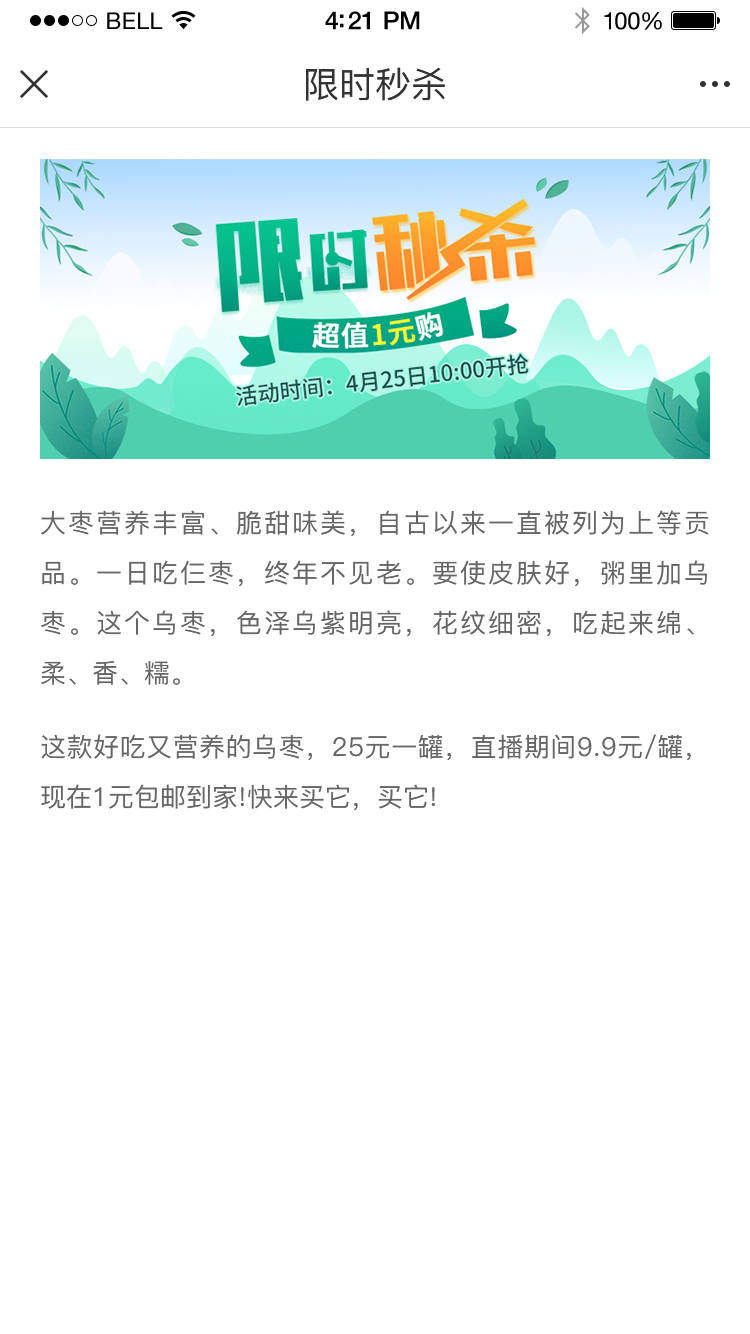 BELL 4:21 PM 100%
限时秒杀
限时秒杀
超值1元购
活动时间：4月25日10:00开抢
大枣营养丰富、脆甜味美，自古以来一直被列为上等贡
品。一日吃仨枣，终年不见老。要使皮肤好，粥里加乌
枣。这个乌枣，色泽乌紫明亮，花纹细密，吃起来绵、
柔、香、糯。
这款好吃又营养的乌枣，25元一罐，直播期间9.9元/罐，
现在1元包邮到家!快来买它，买它!